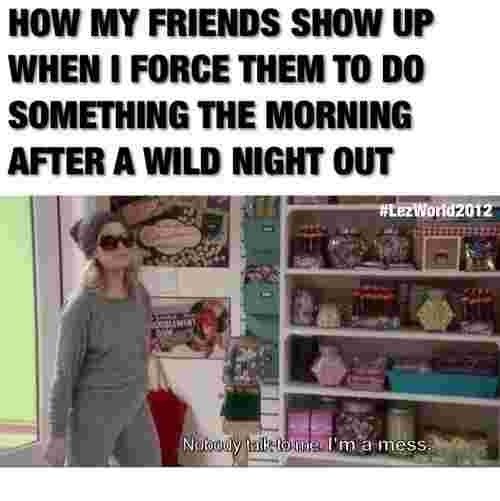 HOW MY FRIENDS SHOW UP
WHEN I FORCE THEM TO DO
SOMETHING THE MORNING
AFTER A WILD NIGHT OUT
#LezWorld2012
Nobody talk to me. I'm a mess.